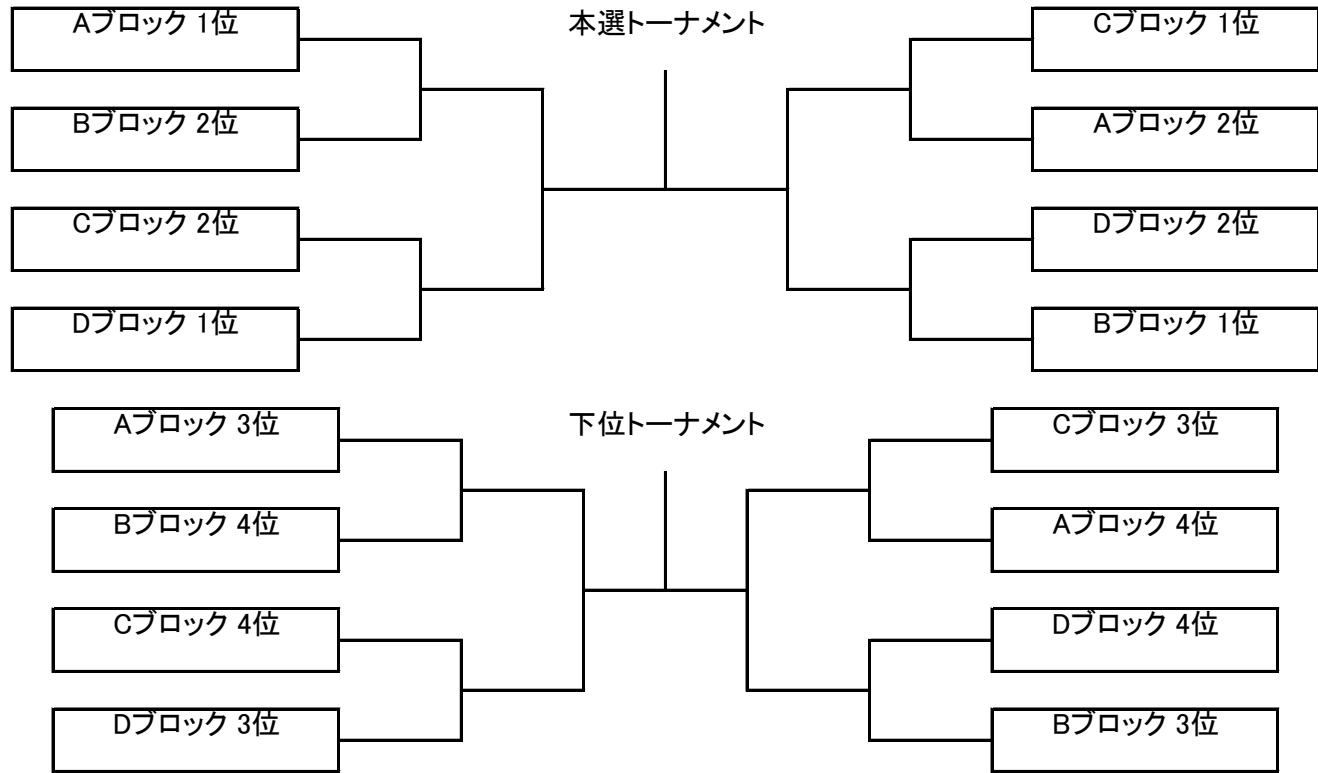 本選トーナメント
Aブロック 1位
Bブロック 2位
Cブロック 2位
Dブロック 1位
Cブロック 1位
Aブロック 2位
Dブロック 2位
Bブロック 1位
下位トーナメント
Aブロック 3位
Bブロック 4位
Cブロック 4位
Dブロック 3位
Cブロック 3位
Aブロック 4位
Dブロック 4位
Bブロック 3位